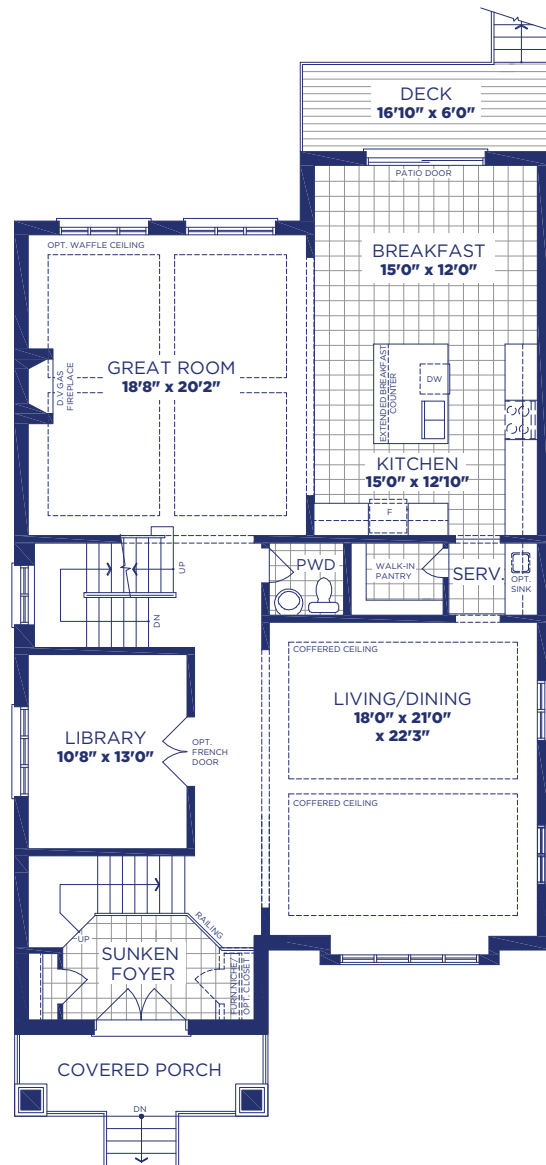 DECK
16'10" x 6'0"
PATIO DOOR
BREAKFAST
15'0" x 12'0"
OPT. WAFFLE CEILING
GREAT ROOM
18'8" x 20'2"
D.V GAS
FIREPLACE
EXTENDED BREAKFAST
COUNTER
DW
KITCHEN
15'0" x 12'10"
F
UP
DN
PWD
WALK-IN
PANTRY
SERV.
OPT.
SINK
COFFERED CEILING
LIVING/DINING
18'0" x 21'0"
x 22'3"
COFFERED CEILING
LIBRARY
10'8" x 13'0"
OPT.
FRENCH
DOOR
UP
RAILING
SUNKEN
FOYER
FURN.NICHE/
OPT. CLOSET
COVERED PORCH
DN